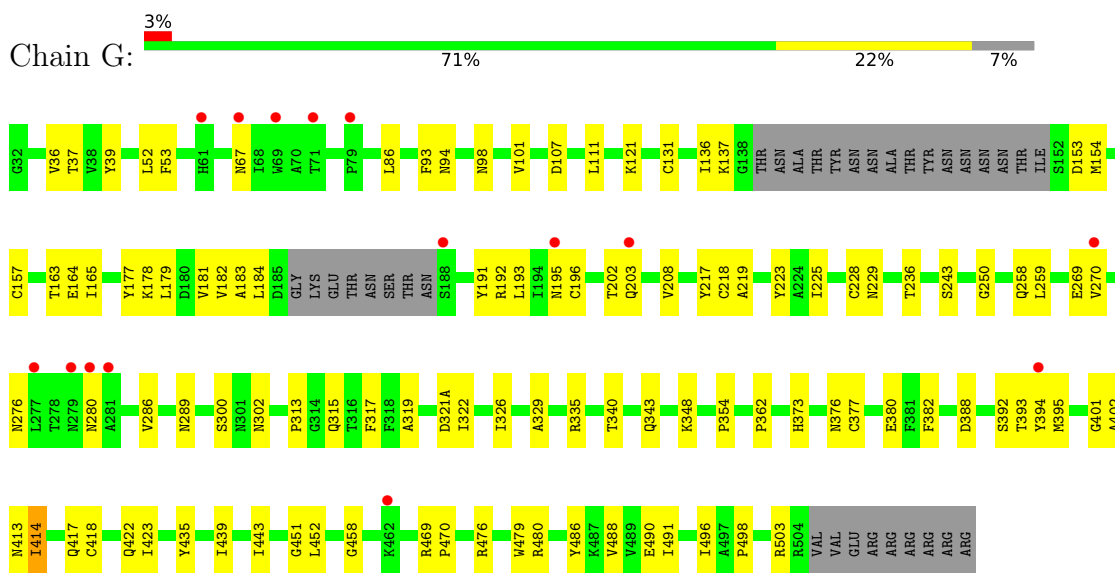 3%
Chain G:
71% 22% 7%
G32 V36 T37 V38 Y39 L52 F53 H61 N67 I68 W69 A70 T71 P79 L86 F93 N94 N98 V101 D107 L111 K121 C131 I136 K137 G138 THR ASN ALA THR TYR ASN ASN ALA THR TYR ASN ASN ASN ASN THR ILE S152 D153 M154
C157 T163 E164 I165 Y177 K178 L179 D180 V181 V182 A183 L184 D185 GLY LYS GLU THR ASN SER THR ASN S188 Y191 R192 L193 I194 N195 C196 T202 Q203 V208 Y217 C218 A219 Y223 A224 I225 C228 N229 T236 S243 G250 Q258 L259 E269 V270
N276 L277 T278 N279 N280 A281 V286 N289 S300 N301 N302 P313 G314 Q315 T316 F317 F318 A319 D321A I322 I326 A329 R335 T340 Q343 K348 P354 P362 H373 N376 C377 E380 F381 F382 D388 S392 T393 Y394 M395 G401
N413 I414 Q417 C418 Q422 I423 Y435 I439 I443 G451 L452 G458 K462 R469 P470 R476 W479 R480 Y486 K487 V488 V489 E490 I491 I496 A497 P498 R503 R504 VAL VAL GLU ARG ARG ARG ARG ARG ARG